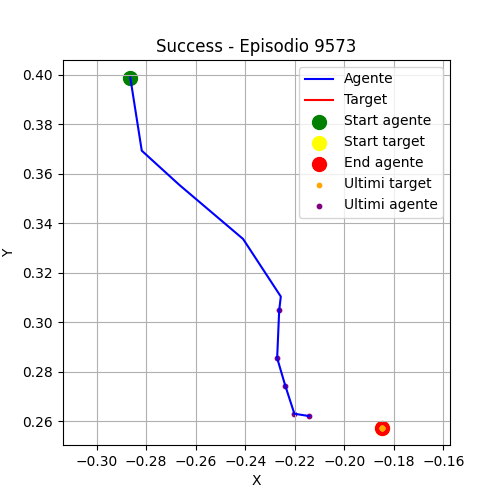 Success - Episodio 9573
0.40
0.38
0.36
0.34
0.32
0.30
0.28
0.26
Y
Agente
Target
Start agente
Start target
End agente
Ultimi target
Ultimi agente
−0.30 −0.28 −0.26 −0.24 −0.22 −0.20 −0.18 −0.16
X